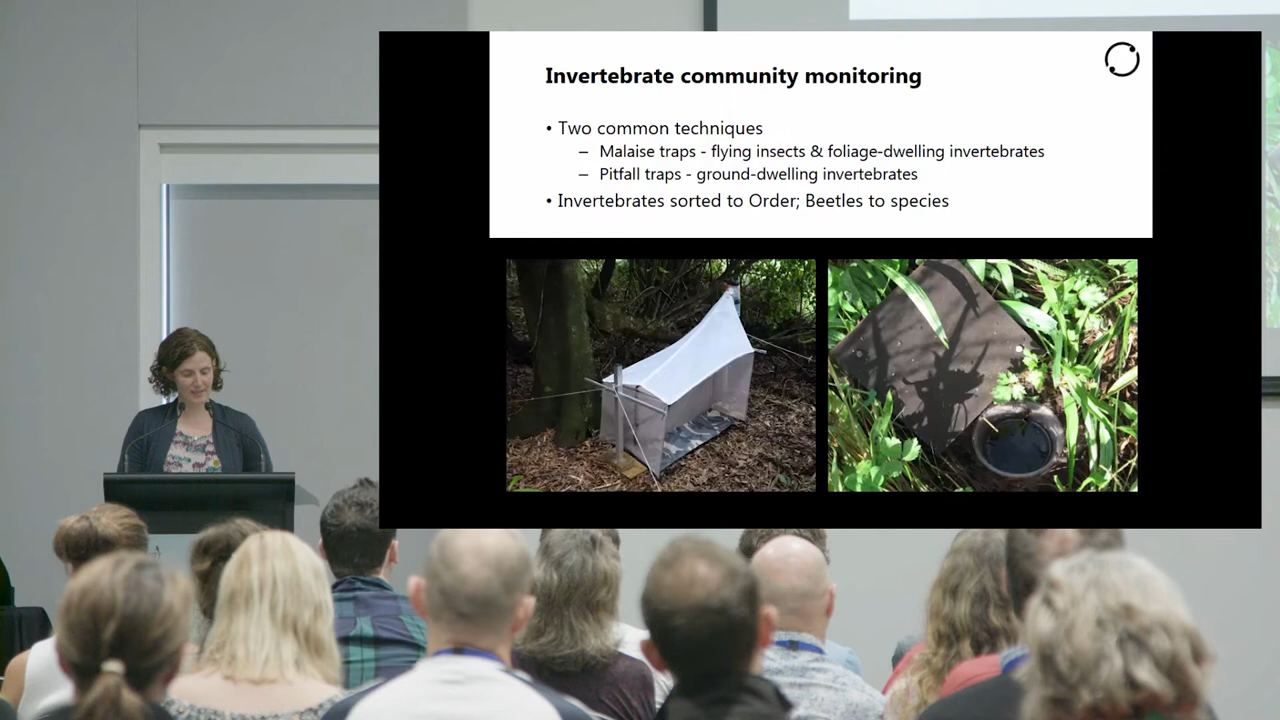 Invertebrate community monitoring
• Two common techniques
– Malaise traps - flying insects & foliage-dwelling invertebrates
– Pitfall traps - ground-dwelling invertebrates
• Invertebrates sorted to Order; Beetles to species